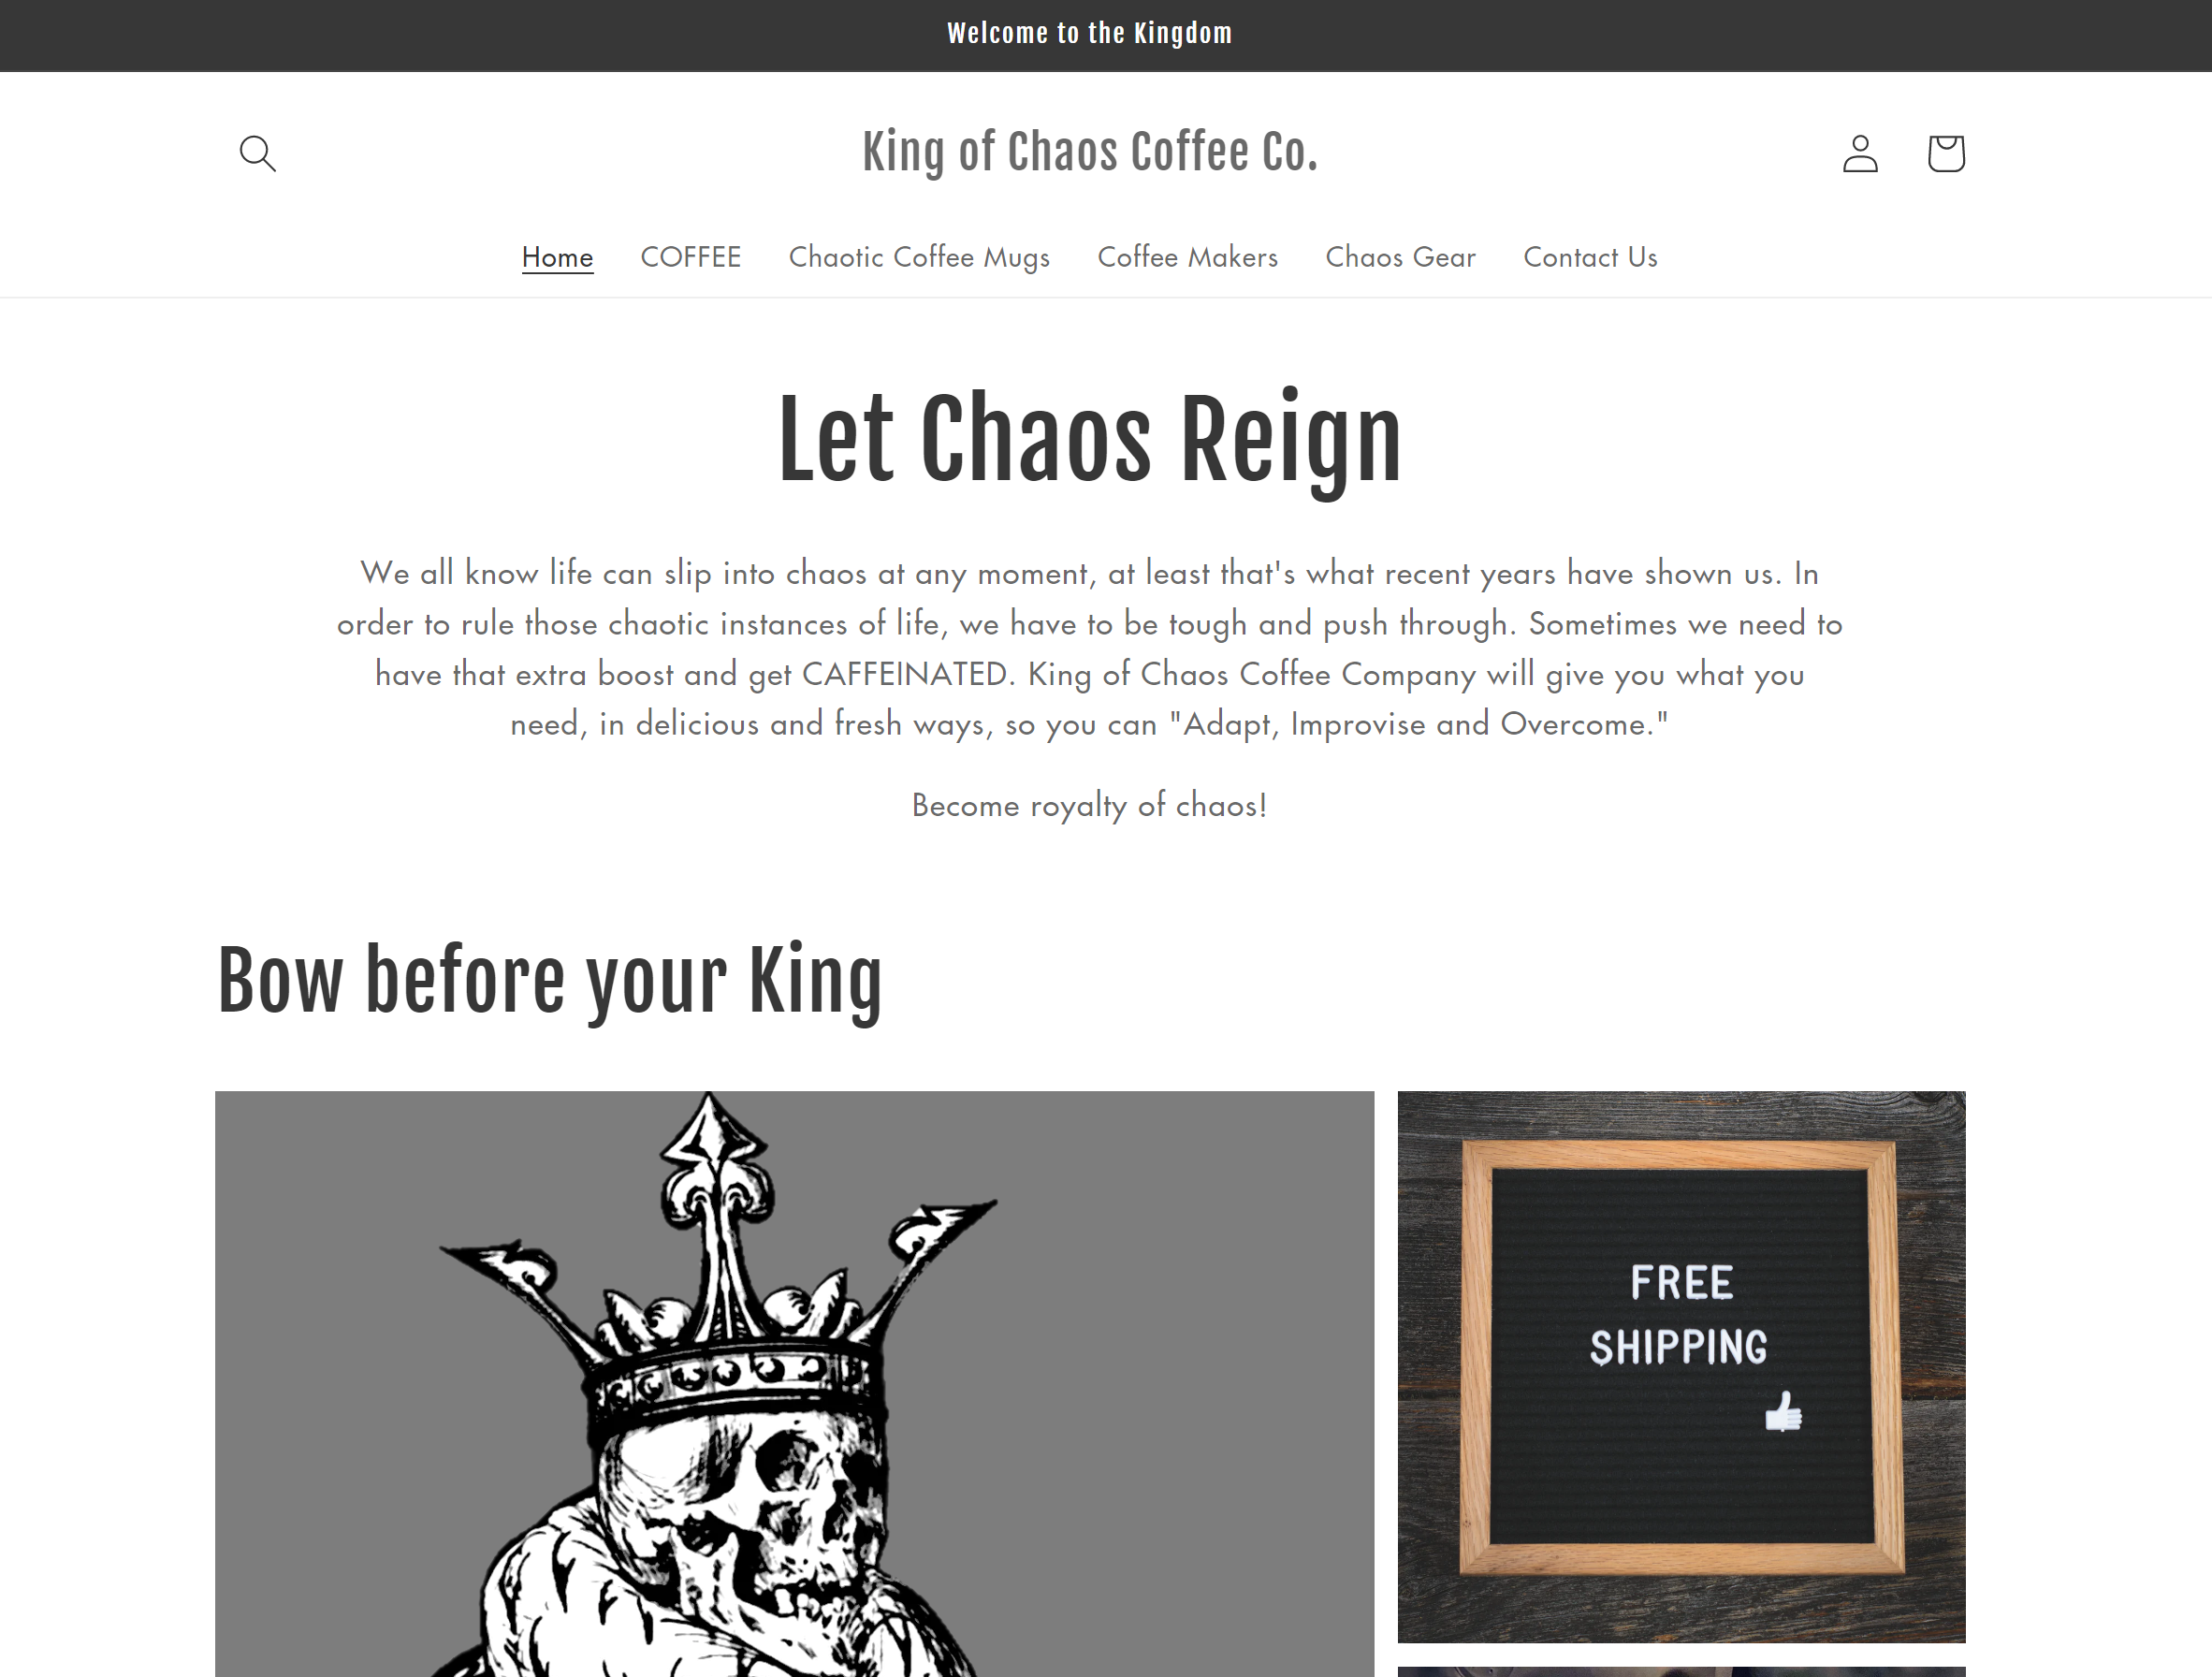 Welcome to the Kingdom
King of Chaos Coffee Co.
Home COFFEE Chaotic Coffee Mugs Coffee Makers Chaos Gear Contact Us
Let Chaos Reign
We all know life can slip into chaos at any moment, at least that's what recent years have shown us. In
order to rule those chaotic instances of life, we have to be tough and push through. Sometimes we need to
have that extra boost and get CAFFEINATED. King of Chaos Coffee Company will give you what you
need, in delicious and fresh ways, so you can "Adapt, Improvise and Overcome."
Become royalty of chaos!
Bow before your King
FREE
SHIPPING